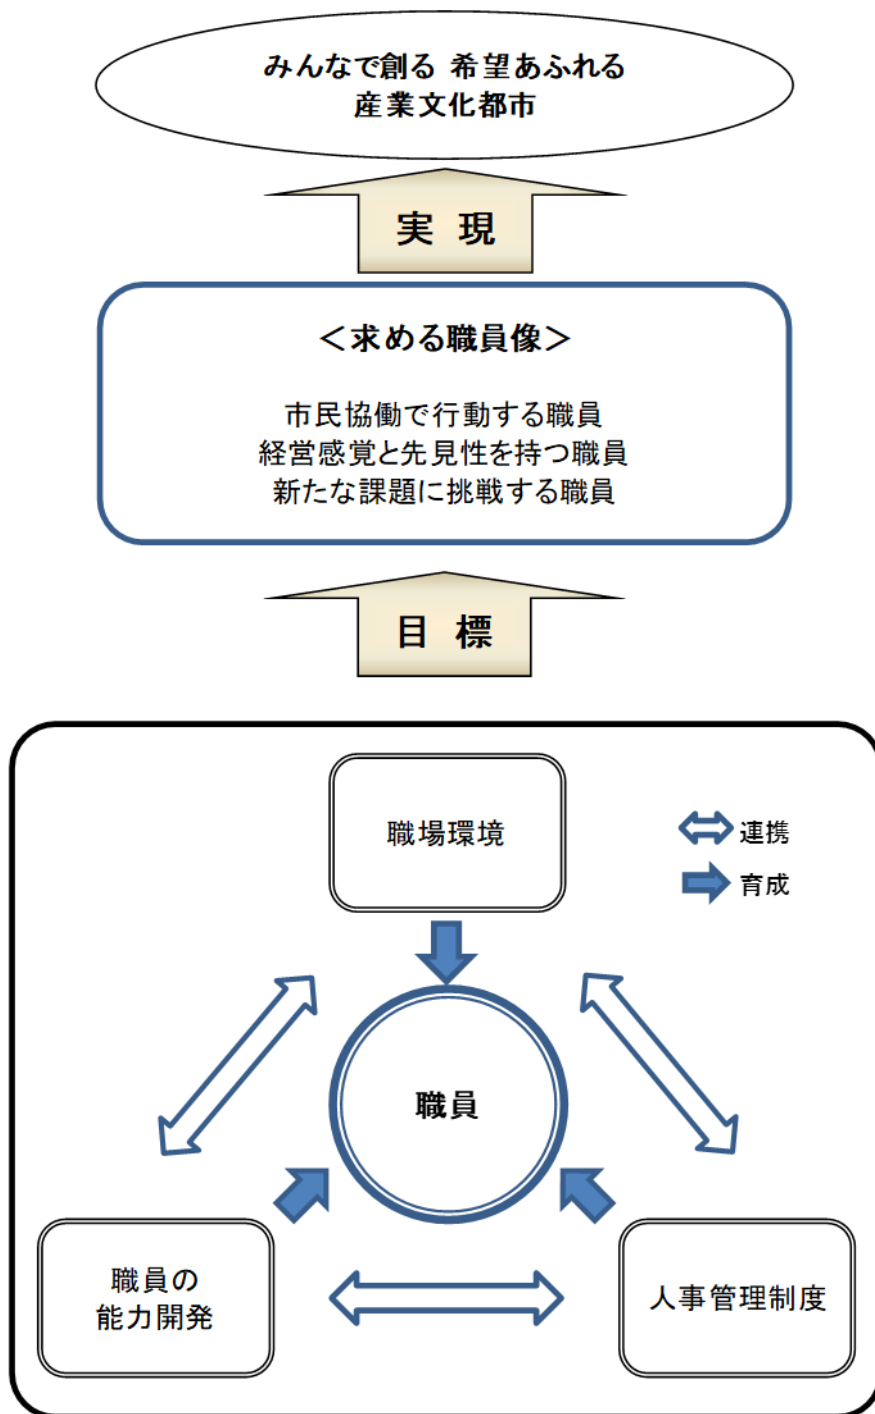 みんなで創る 希望あふれる
産業文化都市
実 現
＜求める職員像＞
市民協働で行動する職員
経営感覚と先見性を持つ職員
新たな課題に挑戦する職員
目 標
職場環境
連携
育成
職員
職員の
能力開発
人事管理制度